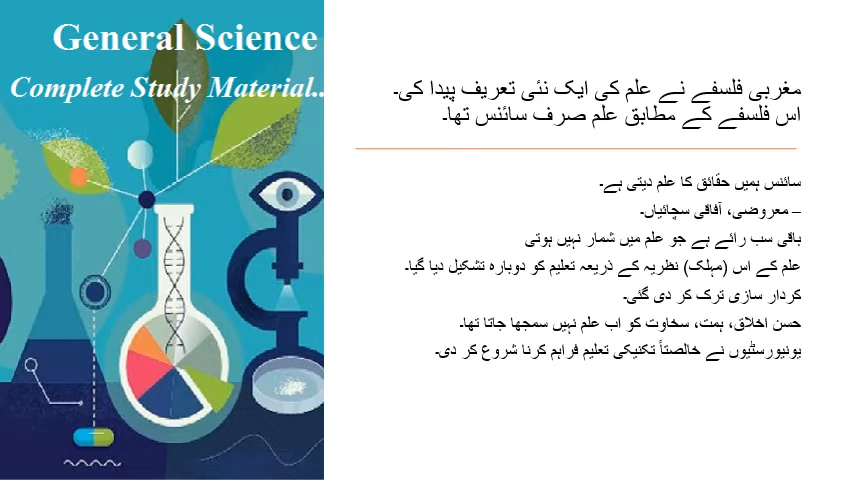 General Science
Complete Study Material..
مغربی فلسفے نے علم کی ایک نئی تعریف پیدا کی۔
اس فلسفے کے مطابق علم صرف سائنس تھا۔
سائنس ہمیں حقائق کا علم دیتی ہے۔
– معروضی، آفاقی سچائیاں۔
باقی سب رائے ہے جو علم میں شمار نہیں ہوتی
علم کے اس (مہلک) نظریہ کے ذریعہ تعلیم کو دوبارہ تشکیل دیا گیا۔
کردار سازی ترک کر دی گئی۔
حسن اخلاق، ہمت، سخاوت کو اب علم نہیں سمجھا جاتا تھا۔
یونیورسٹیوں نے خالصتاً تکنیکی تعلیم فراہم کرنا شروع کر دی۔